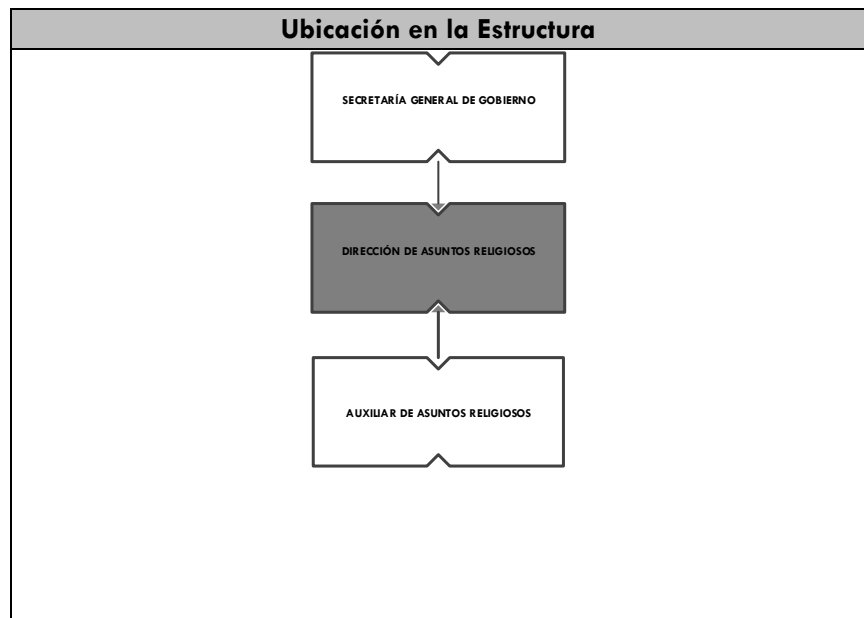 Ubicación en la Estructura
SECRETARÍA GENERAL DE GOBIERNO
DIRECCIÓN DE ASUNTOS RELIGIOSOS
AUXILIAR DE ASUNTOS RELIGIOSOS